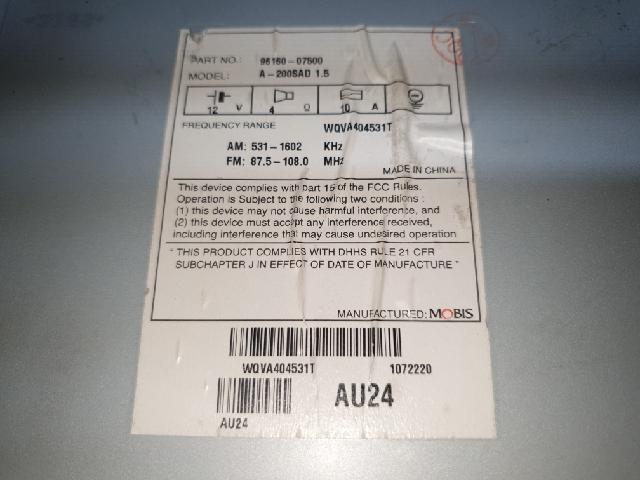 PART NO.: 96160-07500
MODEL: A-200SAD 1.5
12 V 4 Ω 10 A
FREQUENCY RANGE WQVA404531T
AM: 531-1602 KHz
FM: 87.5-108.0 MHz
MADE IN CHINA
This device complies with part 15 of the FCC Rules.
Operation is Subject to the following two conditions :
(1) this device may not cause harmful interference, and
(2) this device must accept any interference received,
including interference that may cause undesired operation
" THIS PRODUCT COMPLIES WITH DHHS RULE 21 CFR
SUBCHAPTER J IN EFFECT OF DATE OF MANUFACTURE "
MANUFACTURED: MOBIS
WQVA404531T 1072220
AU24
AU24